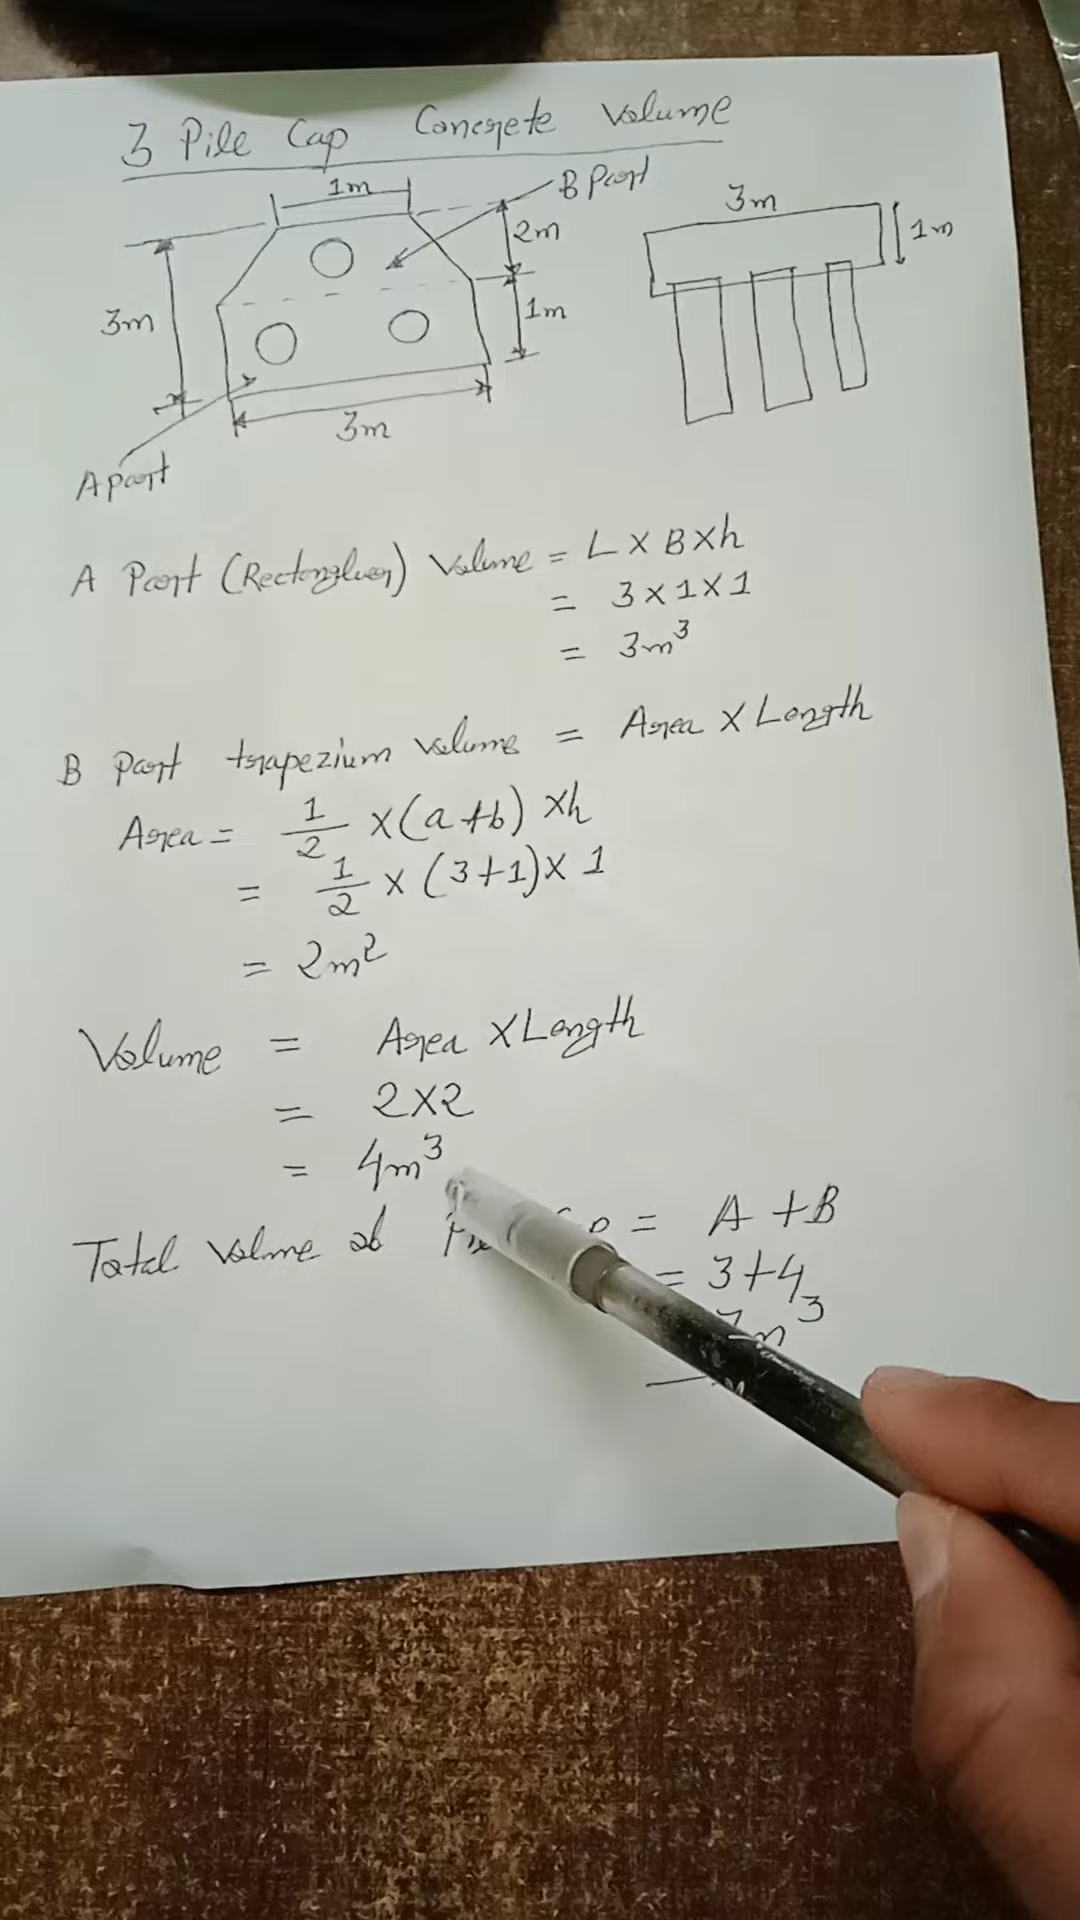 3 Pile Cap Concrete Volume
1m
B Part
3m
2m
1m
3m
1m
3m
A part
A Part (Rectangluer) Volume = L X B X h
= 3 X 1 X 1
= 3m³
B Part trapezium volume = Area X Length
Area = 1/2 X (a+b) X h
= 1/2 X (3+1) X 1
= 2m²
Volume = Area X Length
= 2X2
= 4m³
Total Volume of = A + B
= 3+4
7m³